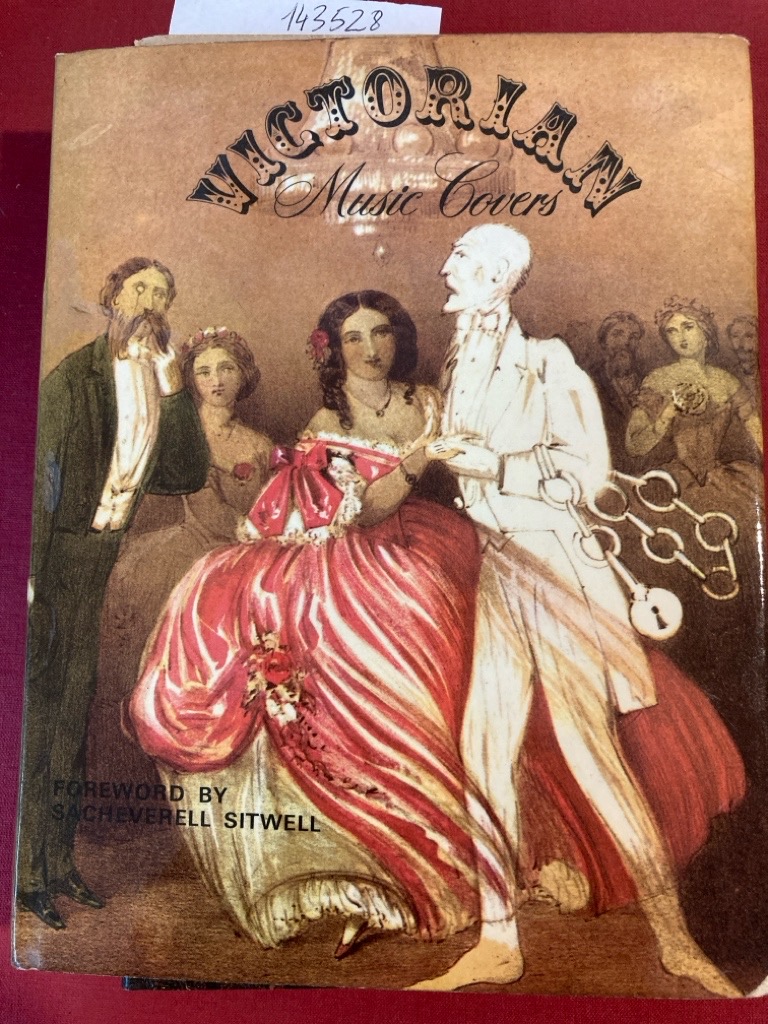 143528
VICTORIAN
Music Covers
FOREWORD BY
SACHEVERELL SITWELL